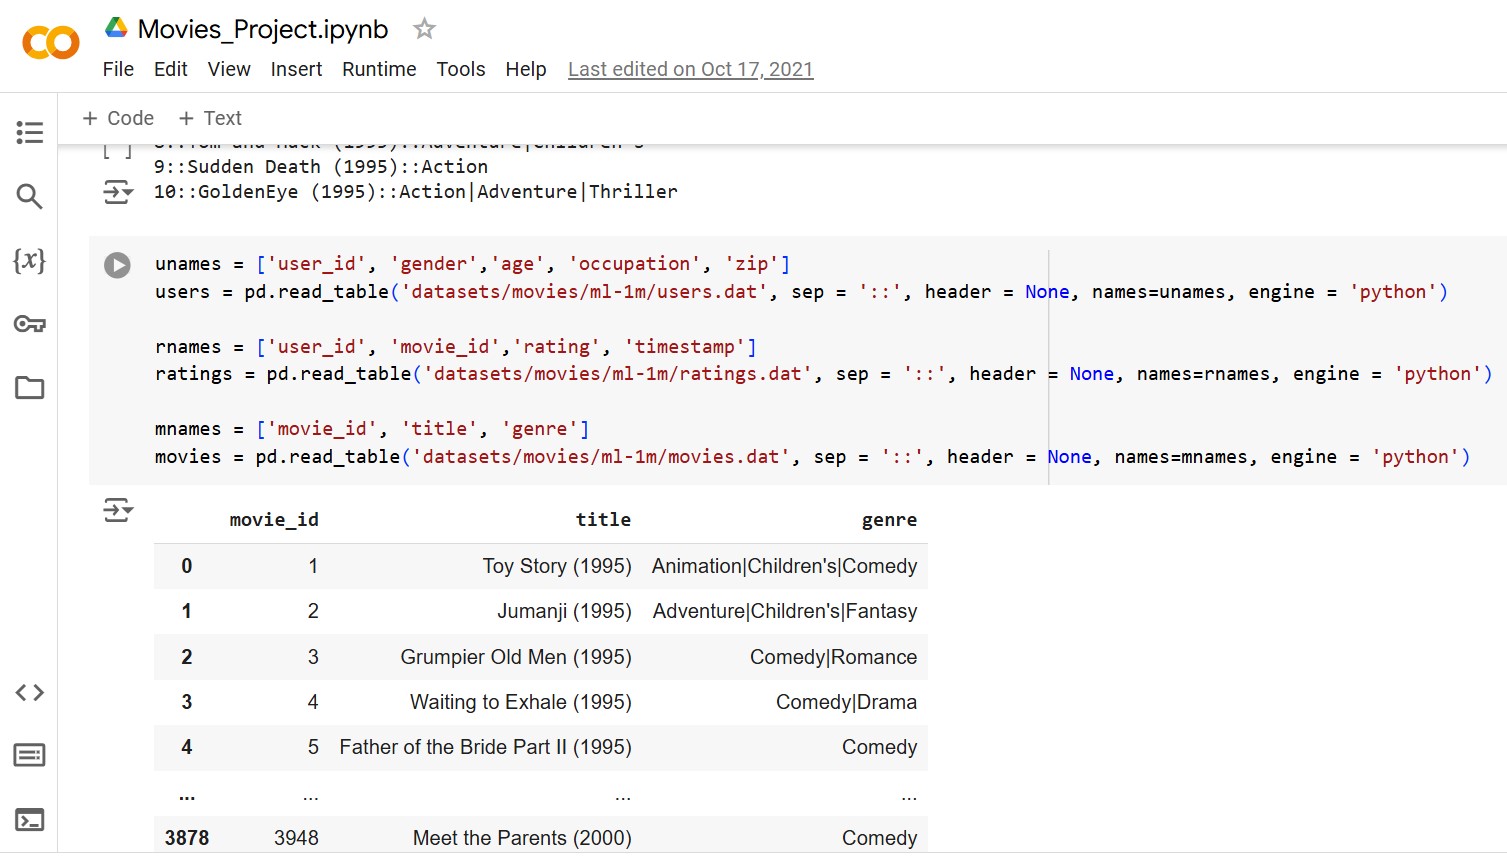 Movies_Project.ipynb
File Edit View Insert Runtime Tools Help Last edited on Oct 17, 2021
+ Code + Text
[ ] 8::Tom and Huck (1995)::Adventure|Children's
9::Sudden Death (1995)::Action
10::GoldenEye (1995)::Action|Adventure|Thriller
{x}
unames = ['user_id', 'gender','age', 'occupation', 'zip']
users = pd.read_table('datasets/movies/ml-1m/users.dat', sep = '::', header = None, names=unames, engine = 'python')
rnames = ['user_id', 'movie_id','rating', 'timestamp']
ratings = pd.read_table('datasets/movies/ml-1m/ratings.dat', sep = '::', header = None, names=rnames, engine = 'python')
mnames = ['movie_id', 'title', 'genre']
movies = pd.read_table('datasets/movies/ml-1m/movies.dat', sep = '::', header = None, names=mnames, engine = 'python')
movie_id title genre
0 1 Toy Story (1995) Animation|Children's|Comedy
1 2 Jumanji (1995) Adventure|Children's|Fantasy
2 3 Grumpier Old Men (1995) Comedy|Romance
3 4 Waiting to Exhale (1995) Comedy|Drama
4 5 Father of the Bride Part II (1995) Comedy
... ... ... ...
3878 3948 Meet the Parents (2000) Comedy